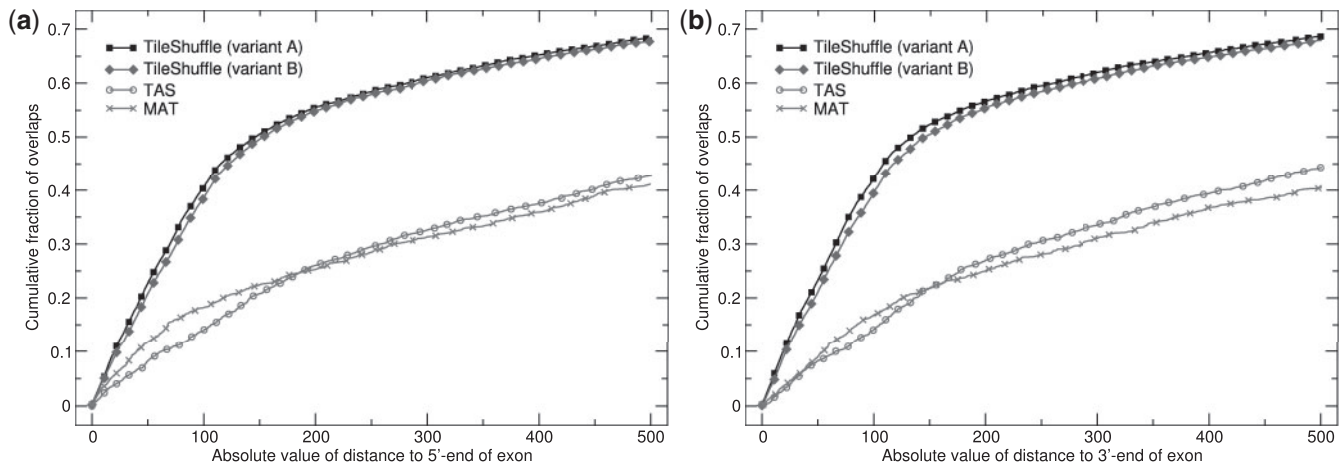 (a)
0.7
0.6
0.5
0.4
0.3
0.2
0.1
0
Cumulative fraction of overlaps
TileShuffle (variant A)
TileShuffle (variant B)
TAS
MAT
0 100 200 300 400 500
Absolute value of distance to 5'-end of exon
(b)
0.7
0.6
0.5
0.4
0.3
0.2
0.1
0
Cumulative fraction of overlaps
TileShuffle (variant A)
TileShuffle (variant B)
TAS
MAT
0 100 200 300 400 500
Absolute value of distance to 3'-end of exon